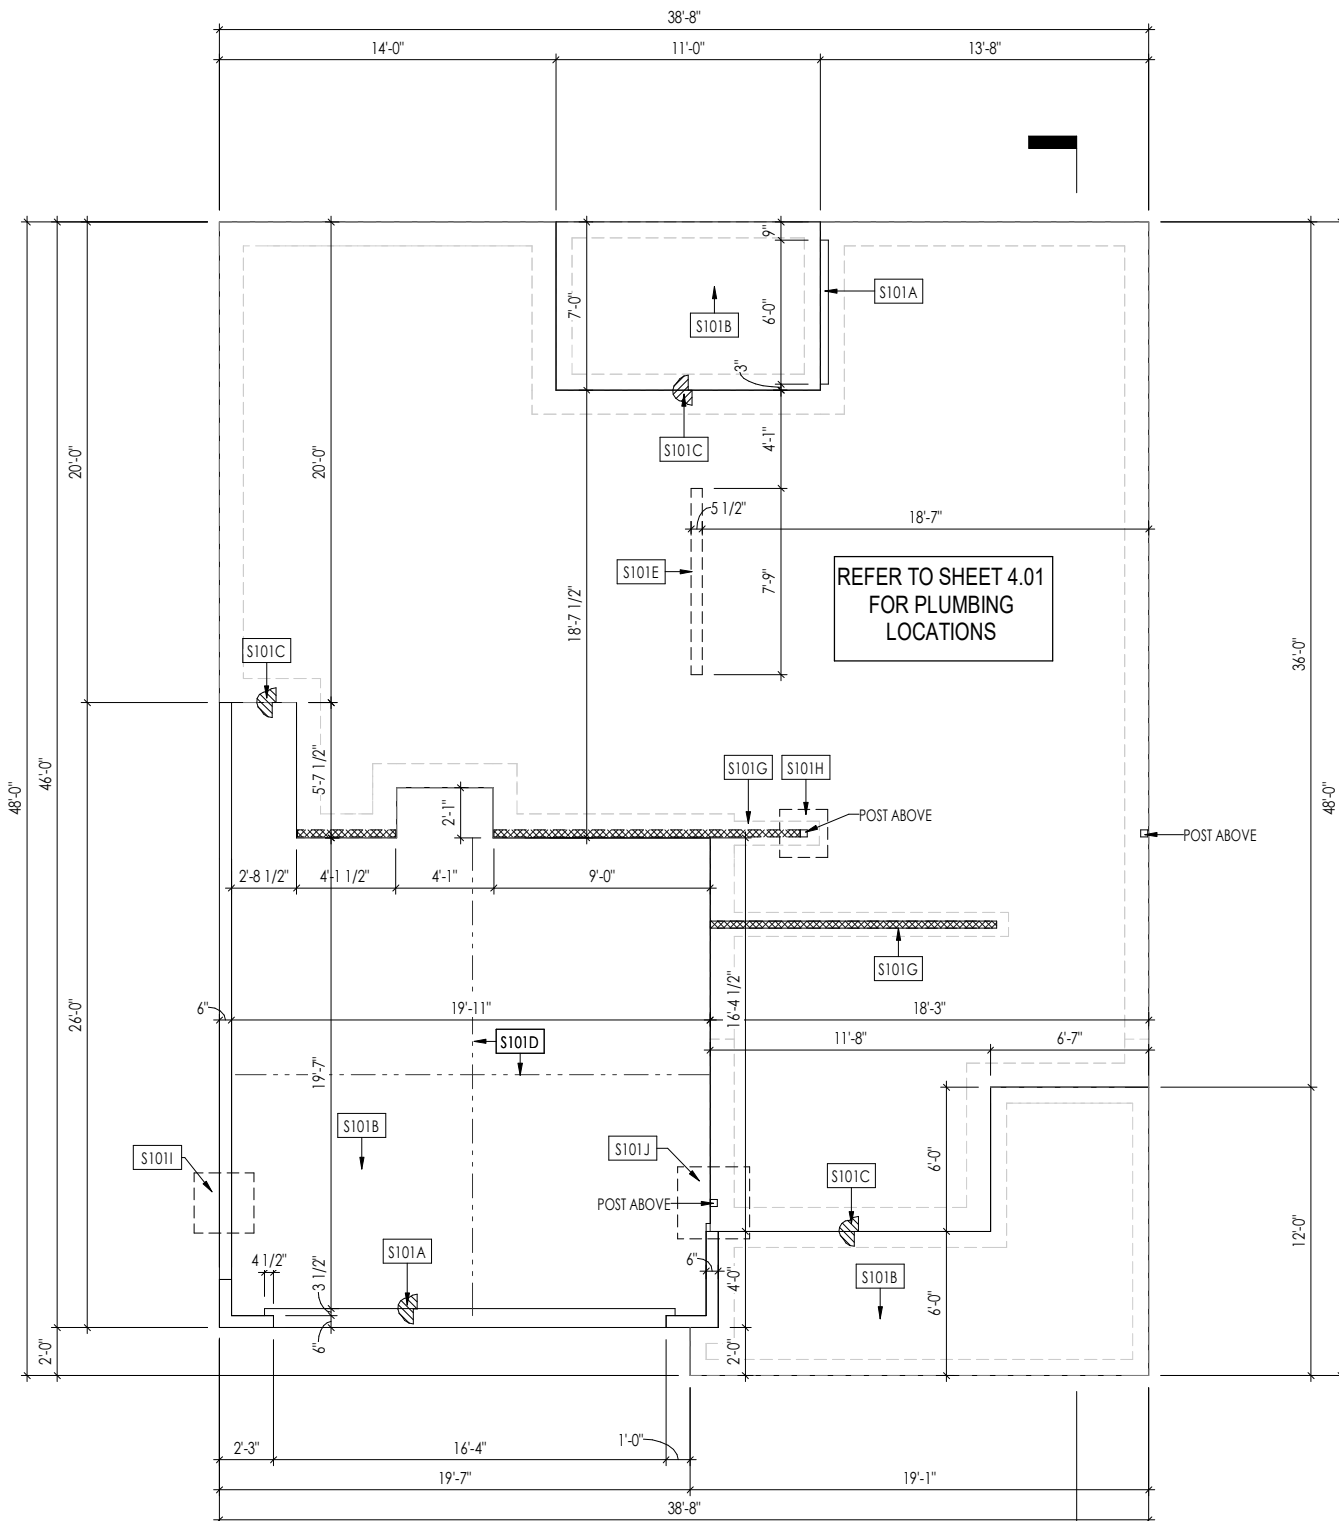 38'-8"
14'-0"
11'-0"
13'-8"
9"
S101A
7'-0"
6'-0"
S101B
3"
S101C
4'-1"
20'-0"
20'-0"
5 1/2"
18'-7"
S101E
7'-9"
REFER TO SHEET 4.01
FOR PLUMBING
LOCATIONS
18'-7 1/2"
S101C
36'-0"
48'-0"
46'-0"
48'-0"
5'-7 1/2"
S101G
S101H
2'-1"
POST ABOVE
POST ABOVE
2'-8 1/2"
4'-1 1/2"
4'-1"
9'-0"
S101G
26'-0"
6"
19'-11"
16'-4 1/2"
18'-3"
S101D
11'-8"
6'-7"
19'-7"
S101B
S101I
S101J
6'-0"
S101C
POST ABOVE
12'-0"
S101A
4 1/2"
3 1/2"
6"
4'-0"
S101B
6'-0"
6"
2'-0"
2'-0"
2'-3"
16'-4"
1'-0"
19'-7"
19'-1"
38'-8"